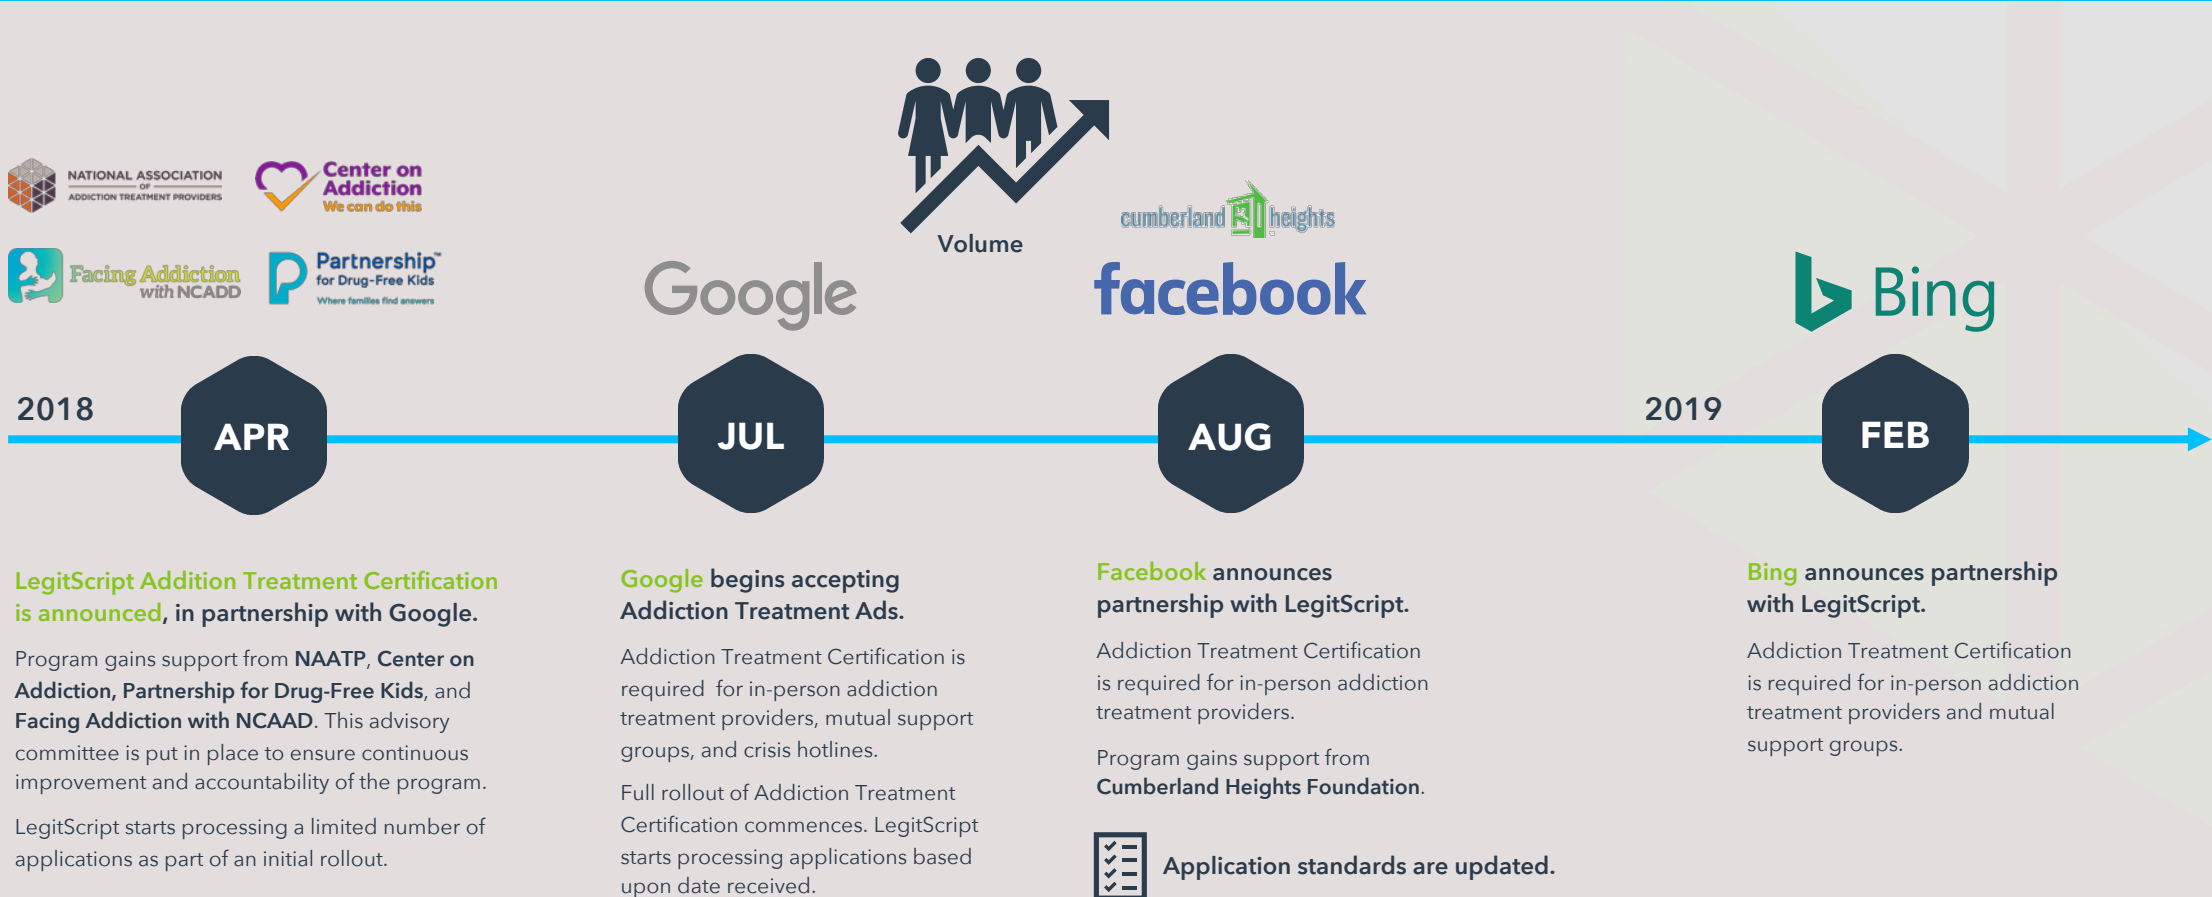 NATIONAL ASSOCIATION
OF
ADDICTION TREATMENT PROVIDERS
Center on
Addiction
We can do this
Facing Addiction
with NCADD
Partnership™
for Drug-Free Kids
Where families find answers
Google
Volume
cumberland heights
facebook
Bing
2018
APR
JUL
AUG
2019
FEB
LegitScript Addition Treatment Certification
is announced, in partnership with Google.
Program gains support from NAATP, Center on
Addiction, Partnership for Drug-Free Kids, and
Facing Addiction with NCAAD. This advisory
committee is put in place to ensure continuous
improvement and accountability of the program.
LegitScript starts processing a limited number of
applications as part of an initial rollout.
Google begins accepting
Addiction Treatment Ads.
Addiction Treatment Certification is
required for in-person addiction
treatment providers, mutual support
groups, and crisis hotlines.
Full rollout of Addiction Treatment
Certification commences. LegitScript
starts processing applications based
upon date received.
Facebook announces
partnership with LegitScript.
Addiction Treatment Certification
is required for in-person addiction
treatment providers.
Program gains support from
Cumberland Heights Foundation.
Application standards are updated.
Bing announces partnership
with LegitScript.
Addiction Treatment Certification
is required for in-person addiction
treatment providers and mutual
support groups.